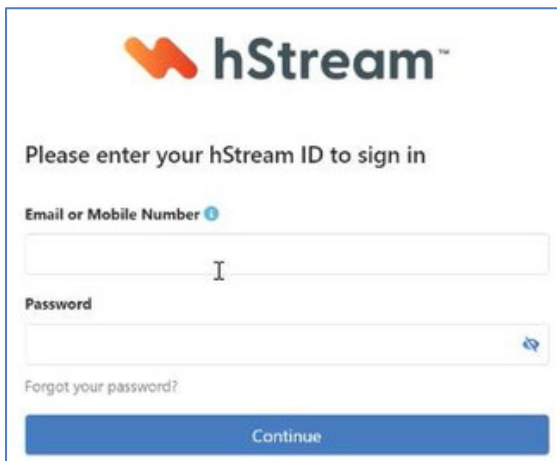 hStream™
Please enter your hStream ID to sign in
Email or Mobile Number
Password
Forgot your password?
Continue